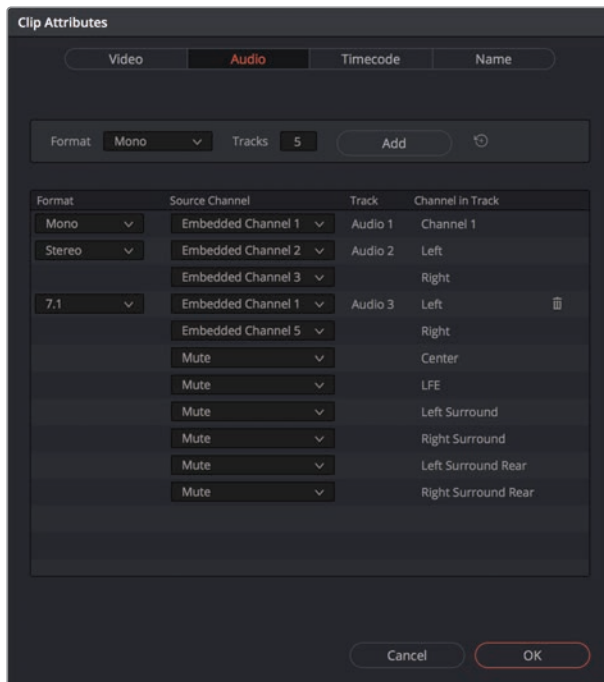 Clip Attributes
Video Audio Timecode Name
Format Mono Tracks 5 Add
Format Source Channel Track Channel in Track
Mono Embedded Channel 1 Audio 1 Channel 1
Stereo Embedded Channel 2 Audio 2 Left
Embedded Channel 3 Right
7.1 Embedded Channel 1 Audio 3 Left
Embedded Channel 5 Right
Mute Center
Mute LFE
Mute Left Surround
Mute Right Surround
Mute Left Surround Rear
Mute Right Surround Rear
Cancel OK